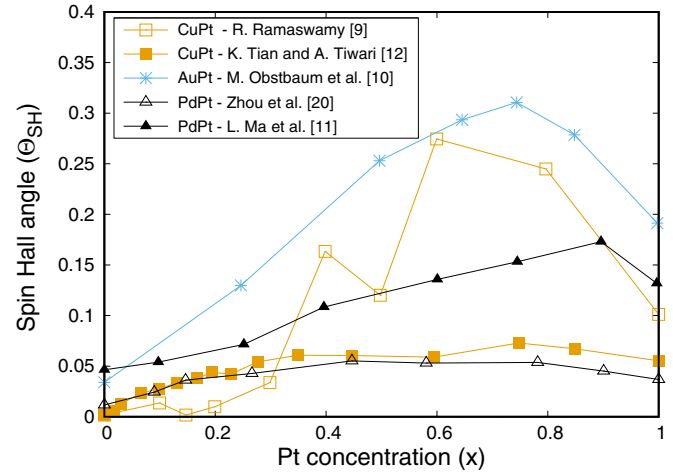 0.4
0.35
0.3
0.25
0.2
0.15
0.1
0.05
0
Spin Hall angle (ΘSH)
CuPt - R. Ramaswamy [9]
CuPt - K. Tian and A. Tiwari [12]
AuPt - M. Obstbaum et al. [10]
PdPt - Zhou et al. [20]
PdPt - L. Ma et al. [11]
0 0.2 0.4 0.6 0.8 1
Pt concentration (x)